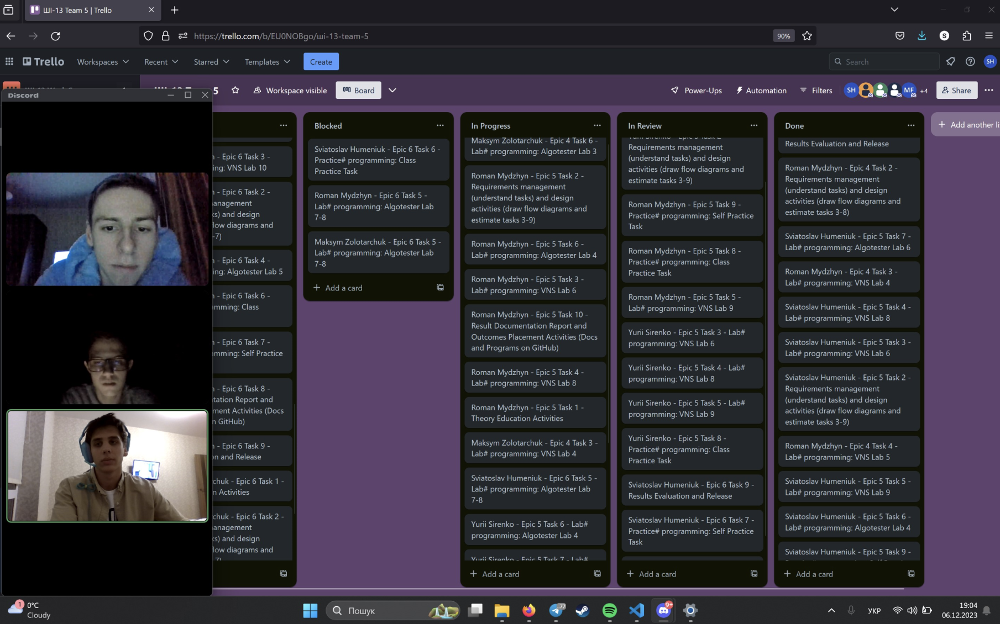 ШІ-13 Team 5 | Trello
https://trello.com/b/EU0NOBgo/ші-13-team-5
90%
S
Trello
Workspaces
Recent
Starred
Templates
Create
Search
SH
5
Workspace visible
Board
Power-Ups
Automation
Filters
SH
MF
+4
Share
Discord
- Epic 6 Task 3 -
ing: VNS Lab 10
- Epic 6 Task 2 -
anagement
ks) and design
low diagrams and
-7)
- Epic 6 Task 4 -
ing: Algotester Lab 5
- Epic 6 Task 6 -
mming: Class
- Epic 6 Task 7 -
mming: Self Practice
- Epic 6 Task 8 -
tation Report and
ment Activities (Docs
n GitHub)
- Epic 6 Task 9 -
on and Release
chuk - Epic 6 Task 1 -
n Activities
chuk - Epic 6 Task 2 -
anagement
ks) and design
low diagrams and
Blocked
Sviatoslav Humeniuk - Epic 6 Task 6 -
Practice# programming: Class
Practice Task
Roman Mydzhyn - Epic 6 Task 5 -
Lab# programming: Algotester Lab
7-8
Maksym Zolotarchuk - Epic 6 Task 5 -
Lab# programming: Algotester Lab
7-8
Add a card
In Progress
Maksym Zolotarchuk - Epic 4 Task 6 -
Lab# programming: Algotester Lab 3
Roman Mydzhyn - Epic 5 Task 2 -
Requirements management
(understand tasks) and design
activities (draw flow diagrams and
estimate tasks 3-9)
Roman Mydzhyn - Epic 5 Task 6 -
Lab# programming: Algotester Lab 4
Roman Mydzhyn - Epic 5 Task 3 -
Lab# programming: VNS Lab 6
Roman Mydzhyn - Epic 5 Task 10 -
Result Documentation Report and
Outcomes Placement Activities (Docs
and Programs on GitHub)
Roman Mydzhyn - Epic 5 Task 4 -
Lab# programming: VNS Lab 8
Roman Mydzhyn - Epic 5 Task 1 -
Theory Education Activities
Maksym Zolotarchuk - Epic 4 Task 3 -
Lab# programming: VNS Lab 4
Sviatoslav Humeniuk - Epic 6 Task 5 -
Lab# programming: Algotester Lab
7-8
Yurii Sirenko - Epic 5 Task 6 - Lab#
programming: Algotester Lab 4
Yurii Sirenko - Epic 5 Task 7 - Lab#
Add a card
In Review
Yurii Sirenko - Epic 5 Task 2 -
Requirements management
(understand tasks) and design
activities (draw flow diagrams and
estimate tasks 3-9)
Roman Mydzhyn - Epic 5 Task 9 -
Practice# programming: Self Practice
Task
Roman Mydzhyn - Epic 5 Task 8 -
Practice# programming: Class
Practice Task
Roman Mydzhyn - Epic 5 Task 5 -
Lab# programming: VNS Lab 9
Yurii Sirenko - Epic 5 Task 3 - Lab#
programming: VNS Lab 6
Yurii Sirenko - Epic 5 Task 4 - Lab#
programming: VNS Lab 8
Yurii Sirenko - Epic 5 Task 5 - Lab#
programming: VNS Lab 9
Yurii Sirenko - Epic 5 Task 8 -
Practice# programming: Class
Practice Task
Sviatoslav Humeniuk - Epic 6 Task 9 -
Results Evaluation and Release
Sviatoslav Humeniuk - Epic 6 Task 7 -
Practice# programming: Self Practice
Task
Add a card
Done
Results Evaluation and Release
Roman Mydzhyn - Epic 4 Task 2 -
Requirements management
(understand tasks) and design
activities (draw flow diagrams and
estimate tasks 3-8)
Sviatoslav Humeniuk - Epic 5 Task 7 -
Lab# programming: Algotester Lab 6
Roman Mydzhyn - Epic 4 Task 3 -
Lab# programming: VNS Lab 4
Sviatoslav Humeniuk - Epic 5 Task 4 -
Lab# programming: VNS Lab 8
Sviatoslav Humeniuk - Epic 5 Task 3 -
Lab# programming: VNS Lab 6
Sviatoslav Humeniuk - Epic 5 Task 2 -
Requirements management
(understand tasks) and design
activities (draw flow diagrams and
estimate tasks 3-9)
Roman Mydzhyn - Epic 4 Task 4 -
Lab# programming: VNS Lab 5
Sviatoslav Humeniuk - Epic 5 Task 5 -
Lab# programming: VNS Lab 9
Sviatoslav Humeniuk - Epic 5 Task 6 -
Lab# programming: Algotester Lab 4
Sviatoslav Humeniuk - Epic 5 Task 9 -
Add a card
Add another li
1
0°C
Cloudy
Пошук
77
9+
УКР
19:04
06.12.2023